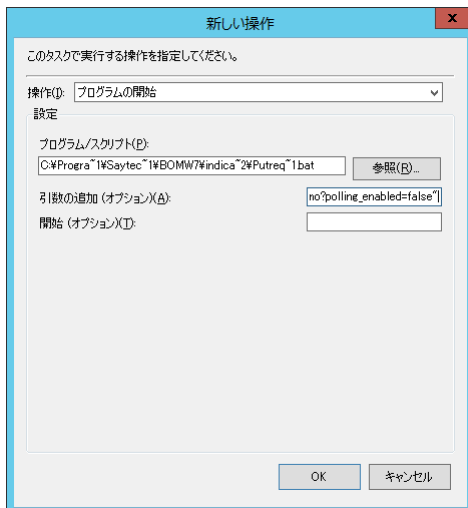 新しい操作
x
このタスクで実行する操作を指定してください。
操作(I): プログラムの開始
設定
プログラム/スクリプト(P):
C:¥Progra~1¥Saytec~1¥BOMW7¥indica~2¥Putreq~1.bat 参照(R)...
引数の追加 (オプション)(A): no?polling_enabled=false"
開始 (オプション)(T):
OK キャンセル